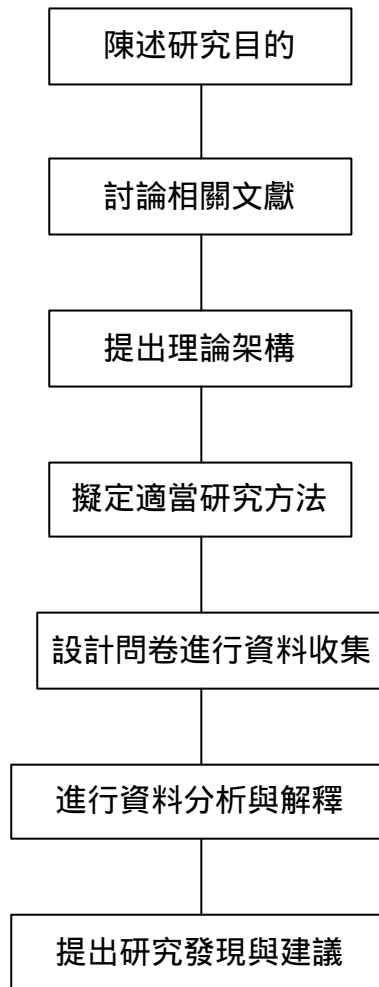 陳述研究目的
討論相關文獻
提出理論架構
擬定適當研究方法
設計問卷進行資料收集
進行資料分析與解釋
提出研究發現與建議